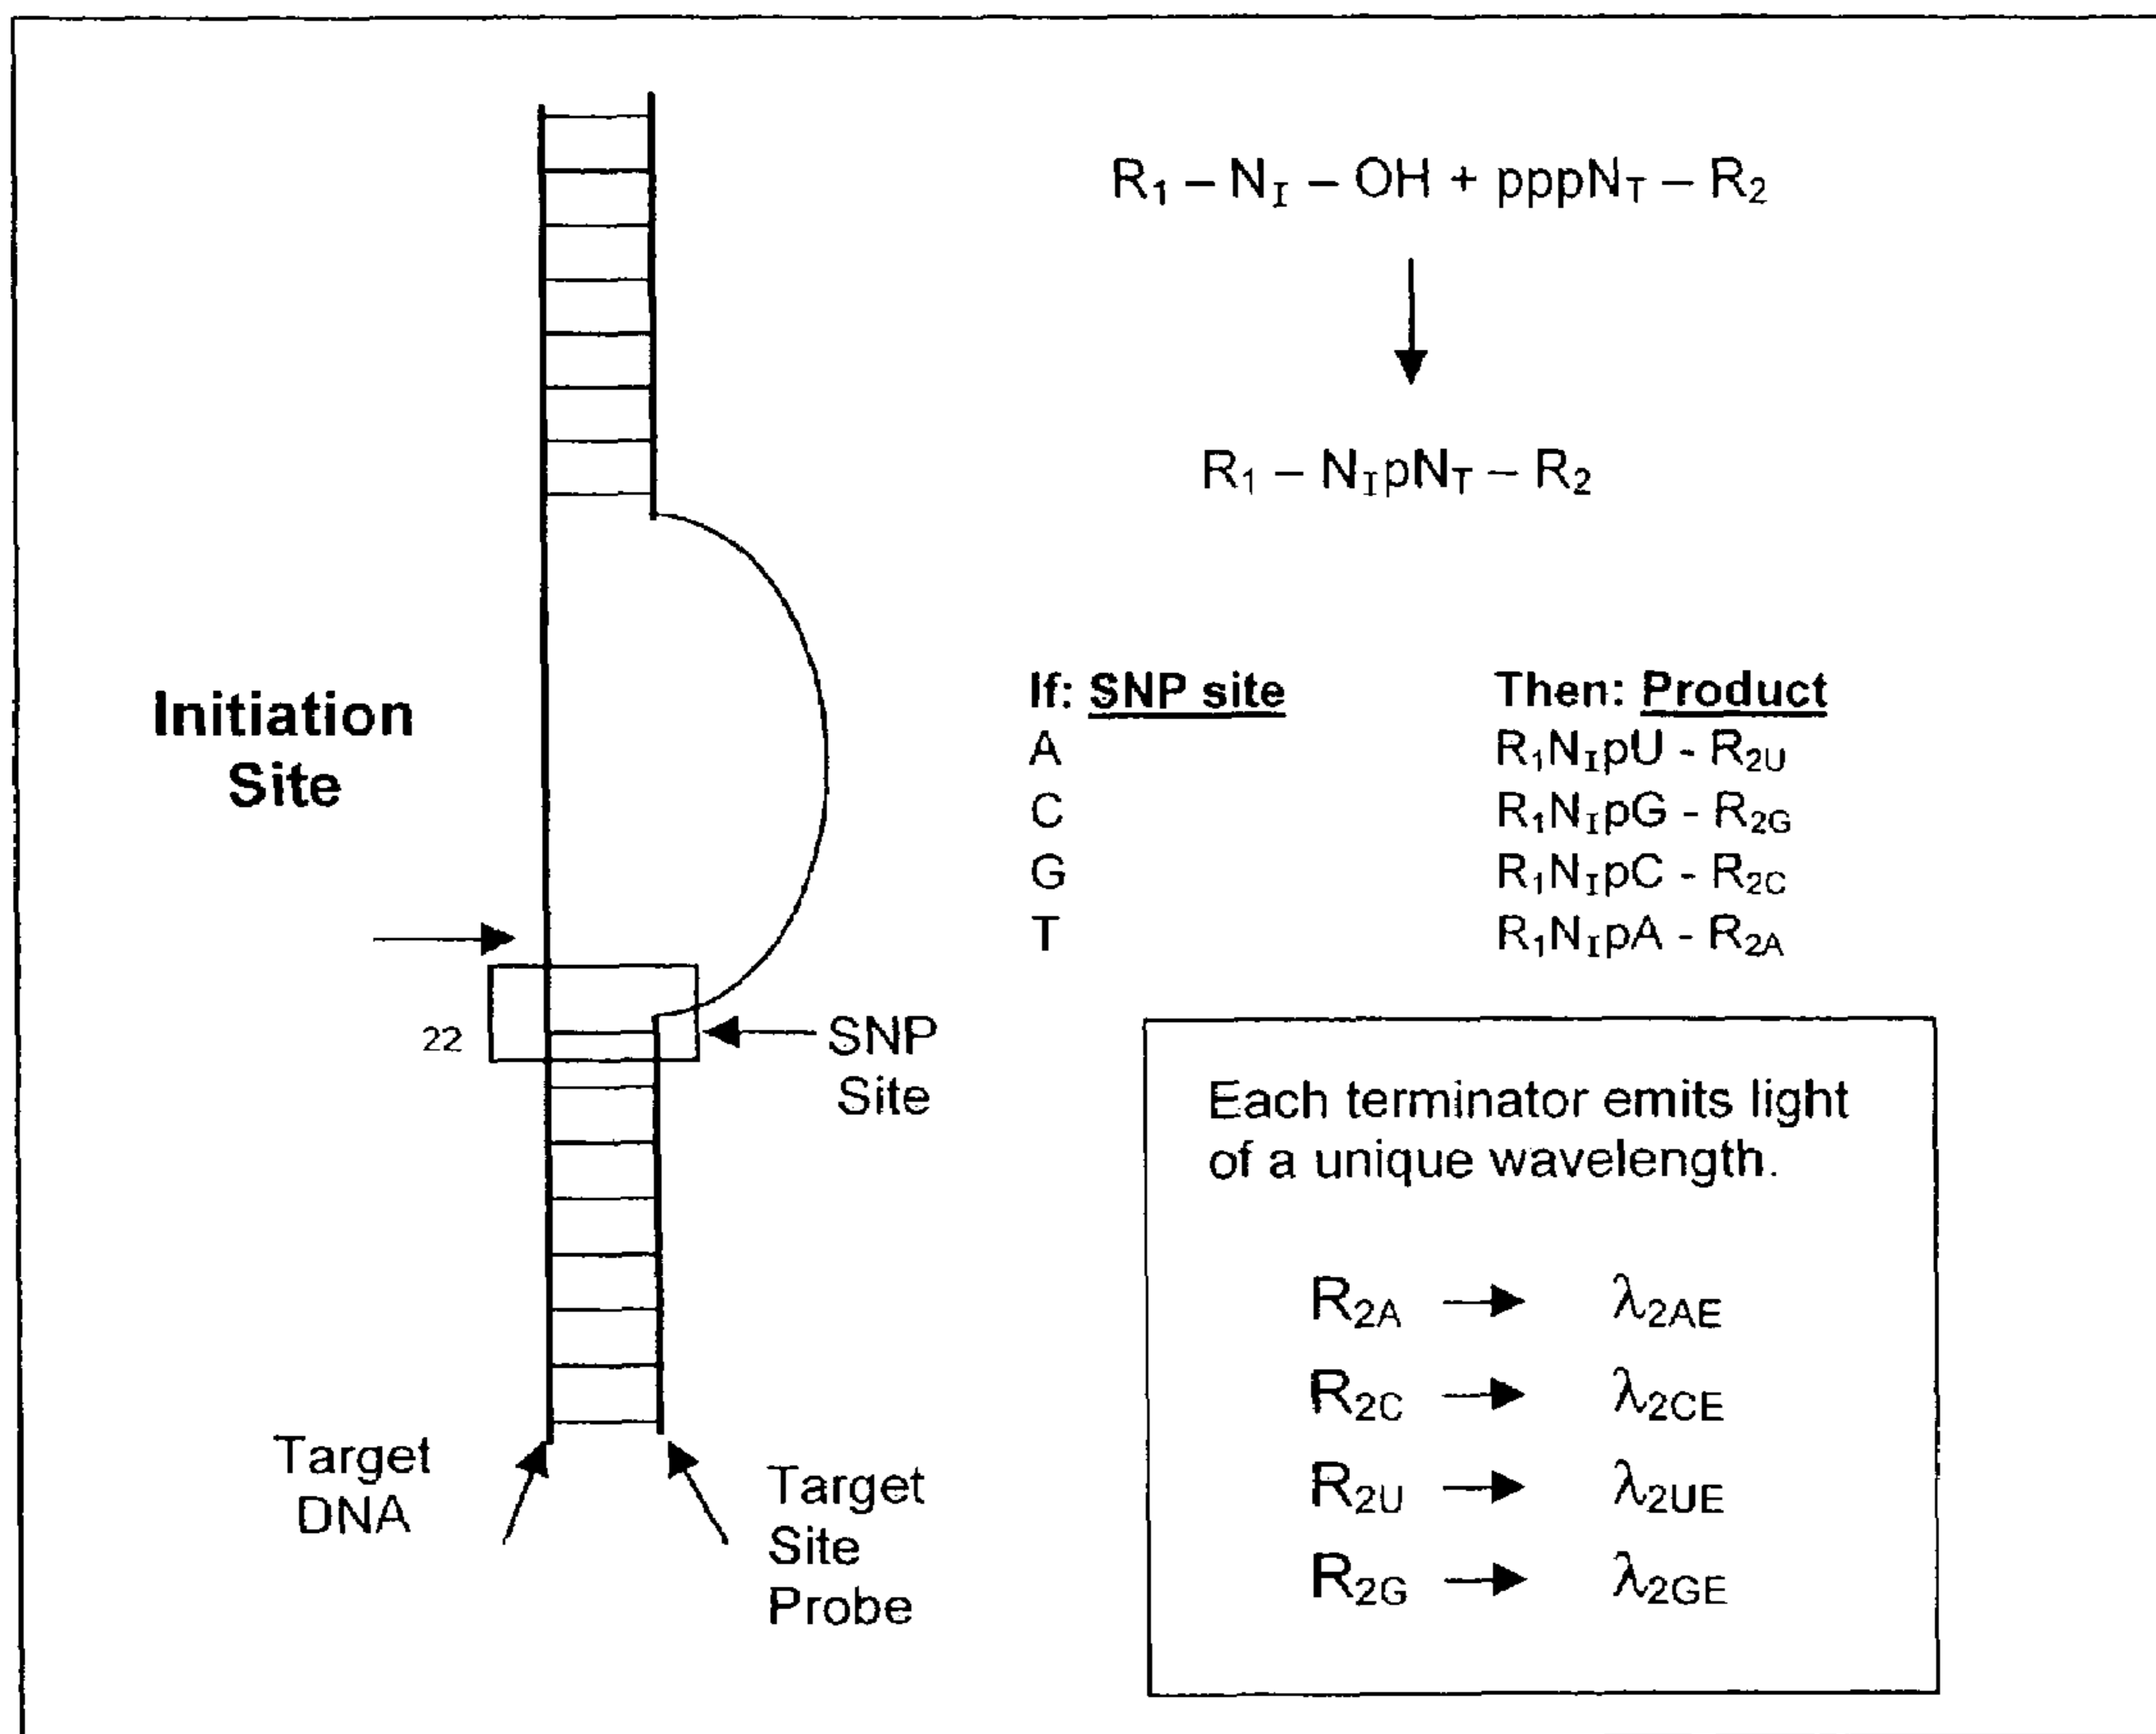 R₁ – N_I – OH + pppN_T – R₂
R₁ – N_IpN_T – R₂
Initiation
Site
If: SNP site Then: Product
A R₁N_IpU - R₂U
C R₁N_IpG - R₂G
G R₁N_IpC - R₂C
T R₁N_IpA - R₂A
22
SNP
Site
Target
DNA
Target
Site
Probe
Each terminator emits light
of a unique wavelength.
R₂A → λ₂AE
R₂C → λ₂CE
R₂U → λ₂UE
R₂G → λ₂GE